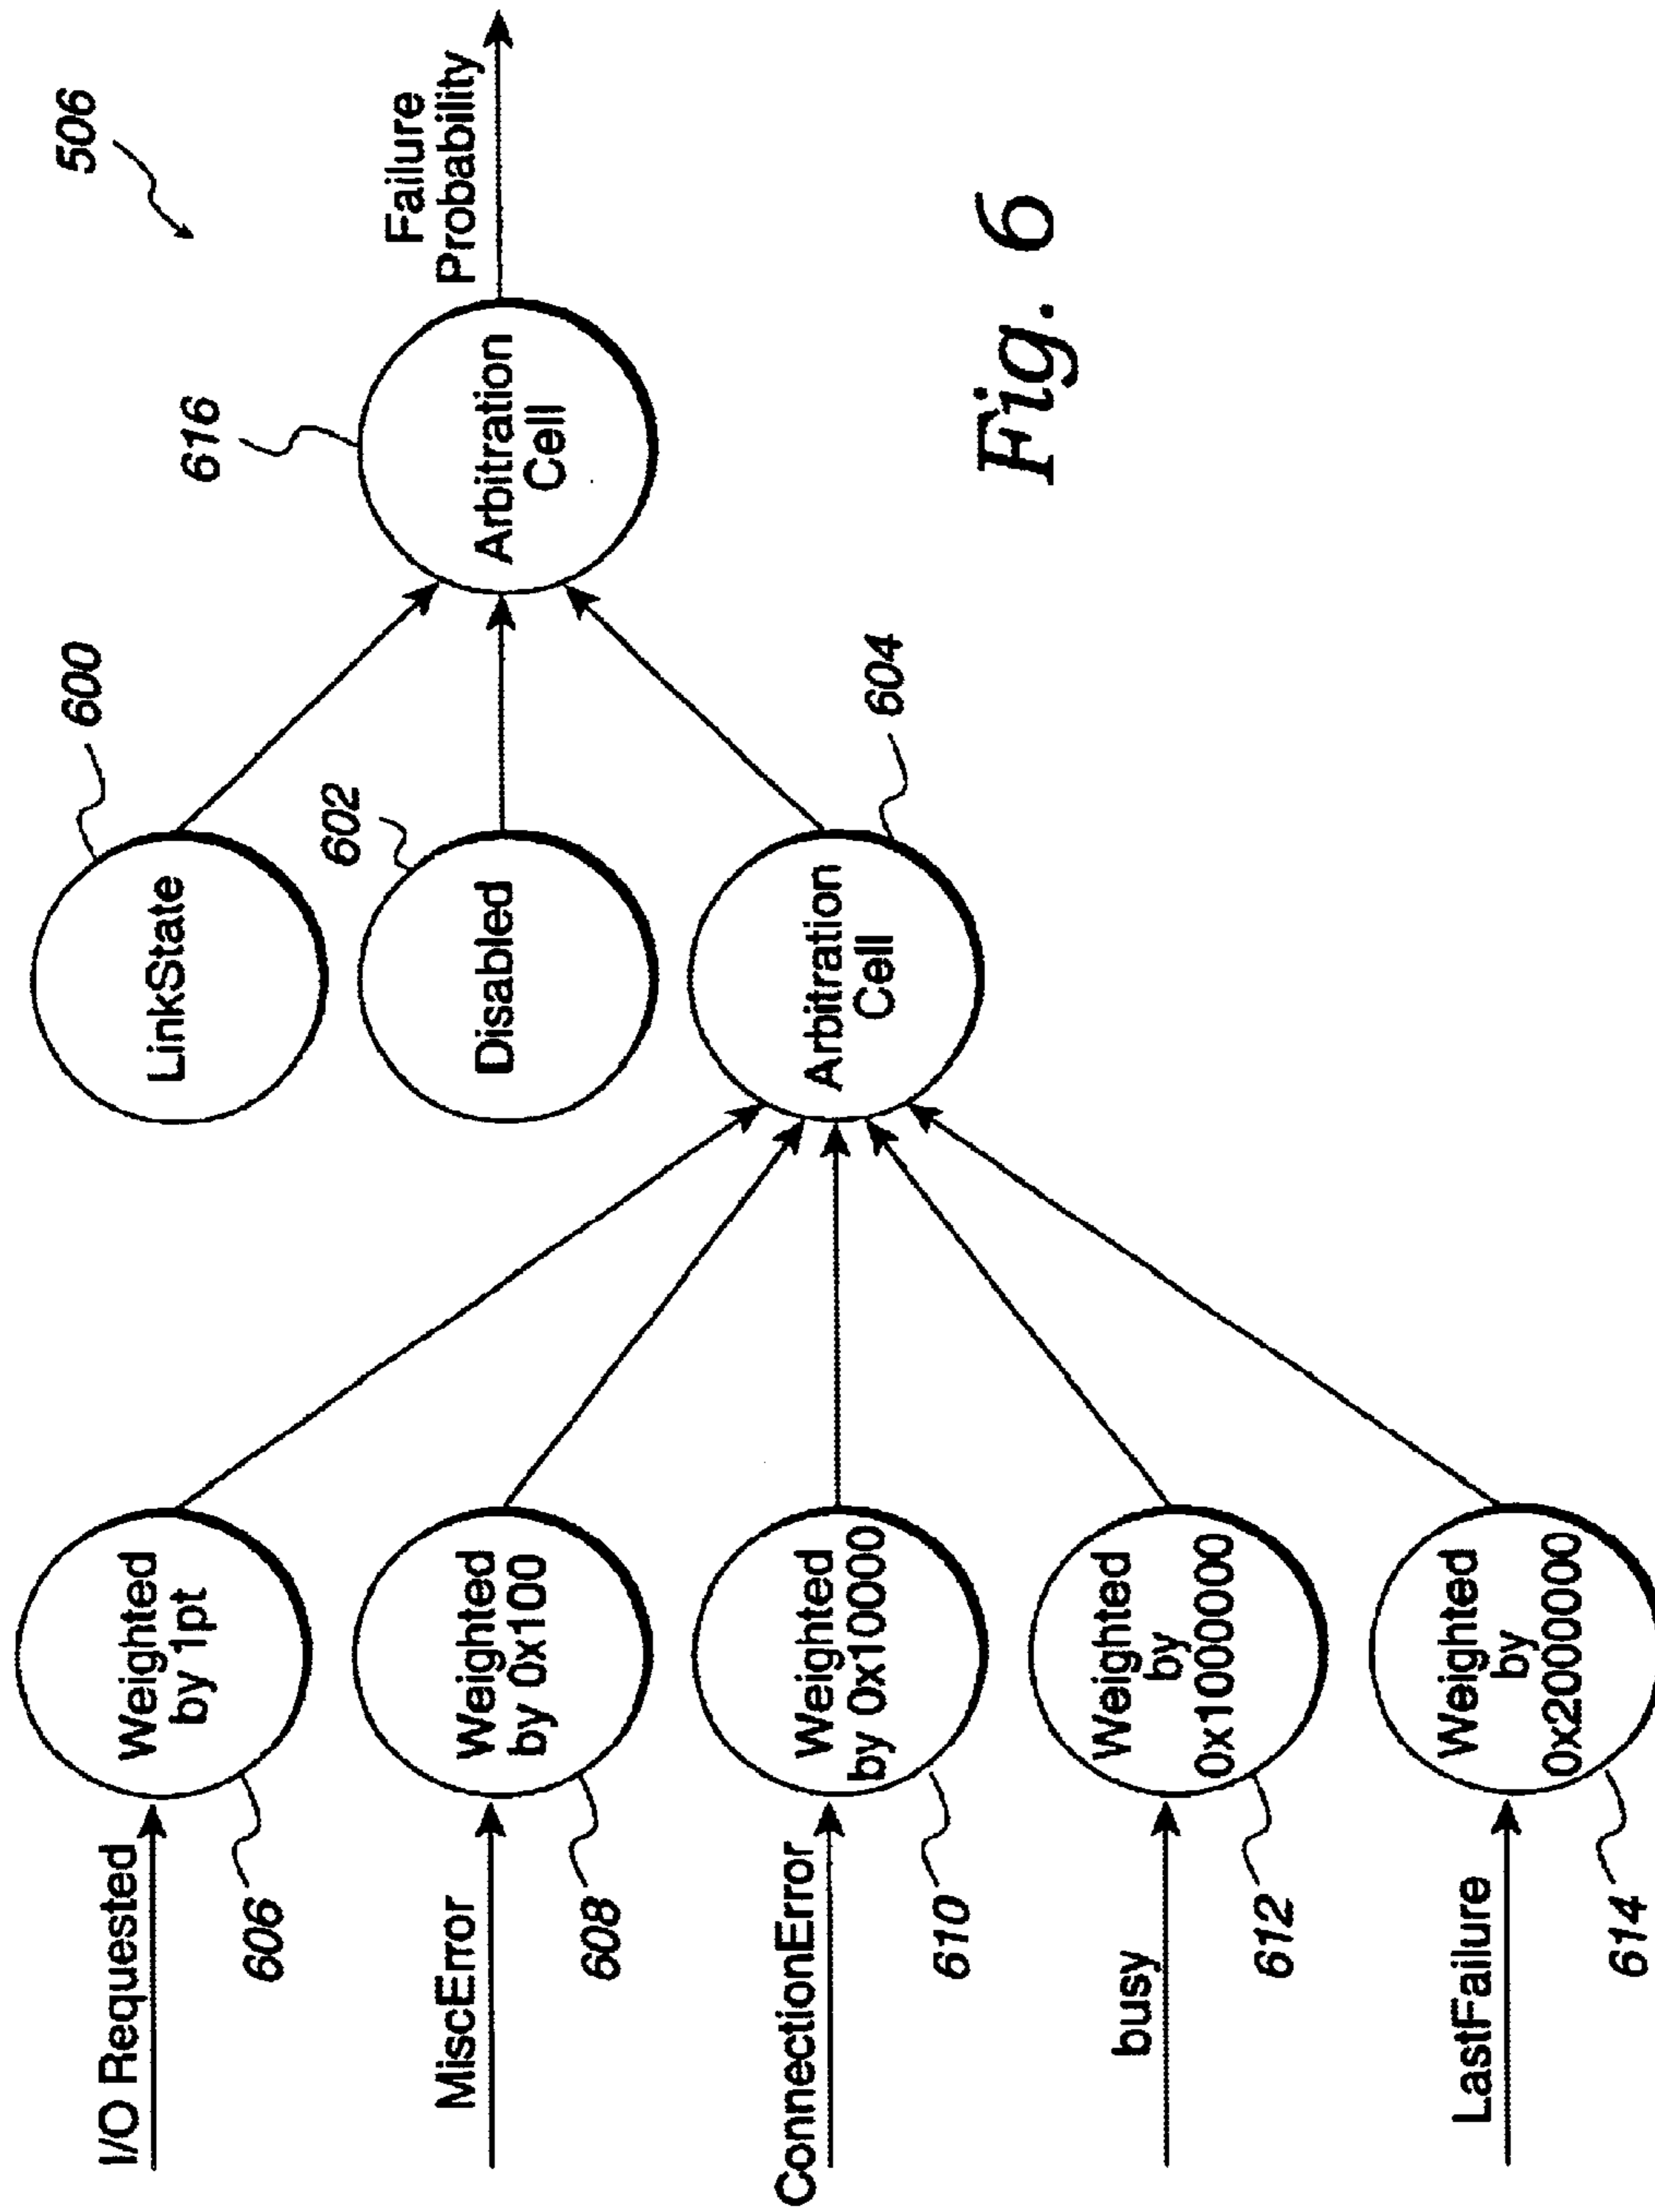 506
616
Failure
Probability
Arbitration
Cell
600
LinkState
602
Disabled
604
Arbitration
Cell
I/O Requested
Weighted
by 1pt
606
MiscError
Weighted
by 0x100
608
ConnectionError
Weighted
by 0x10000
610
busy
Weighted
by
0x1000000
612
LastFailure
Weighted
by
0x2000000
614
Fig. 6